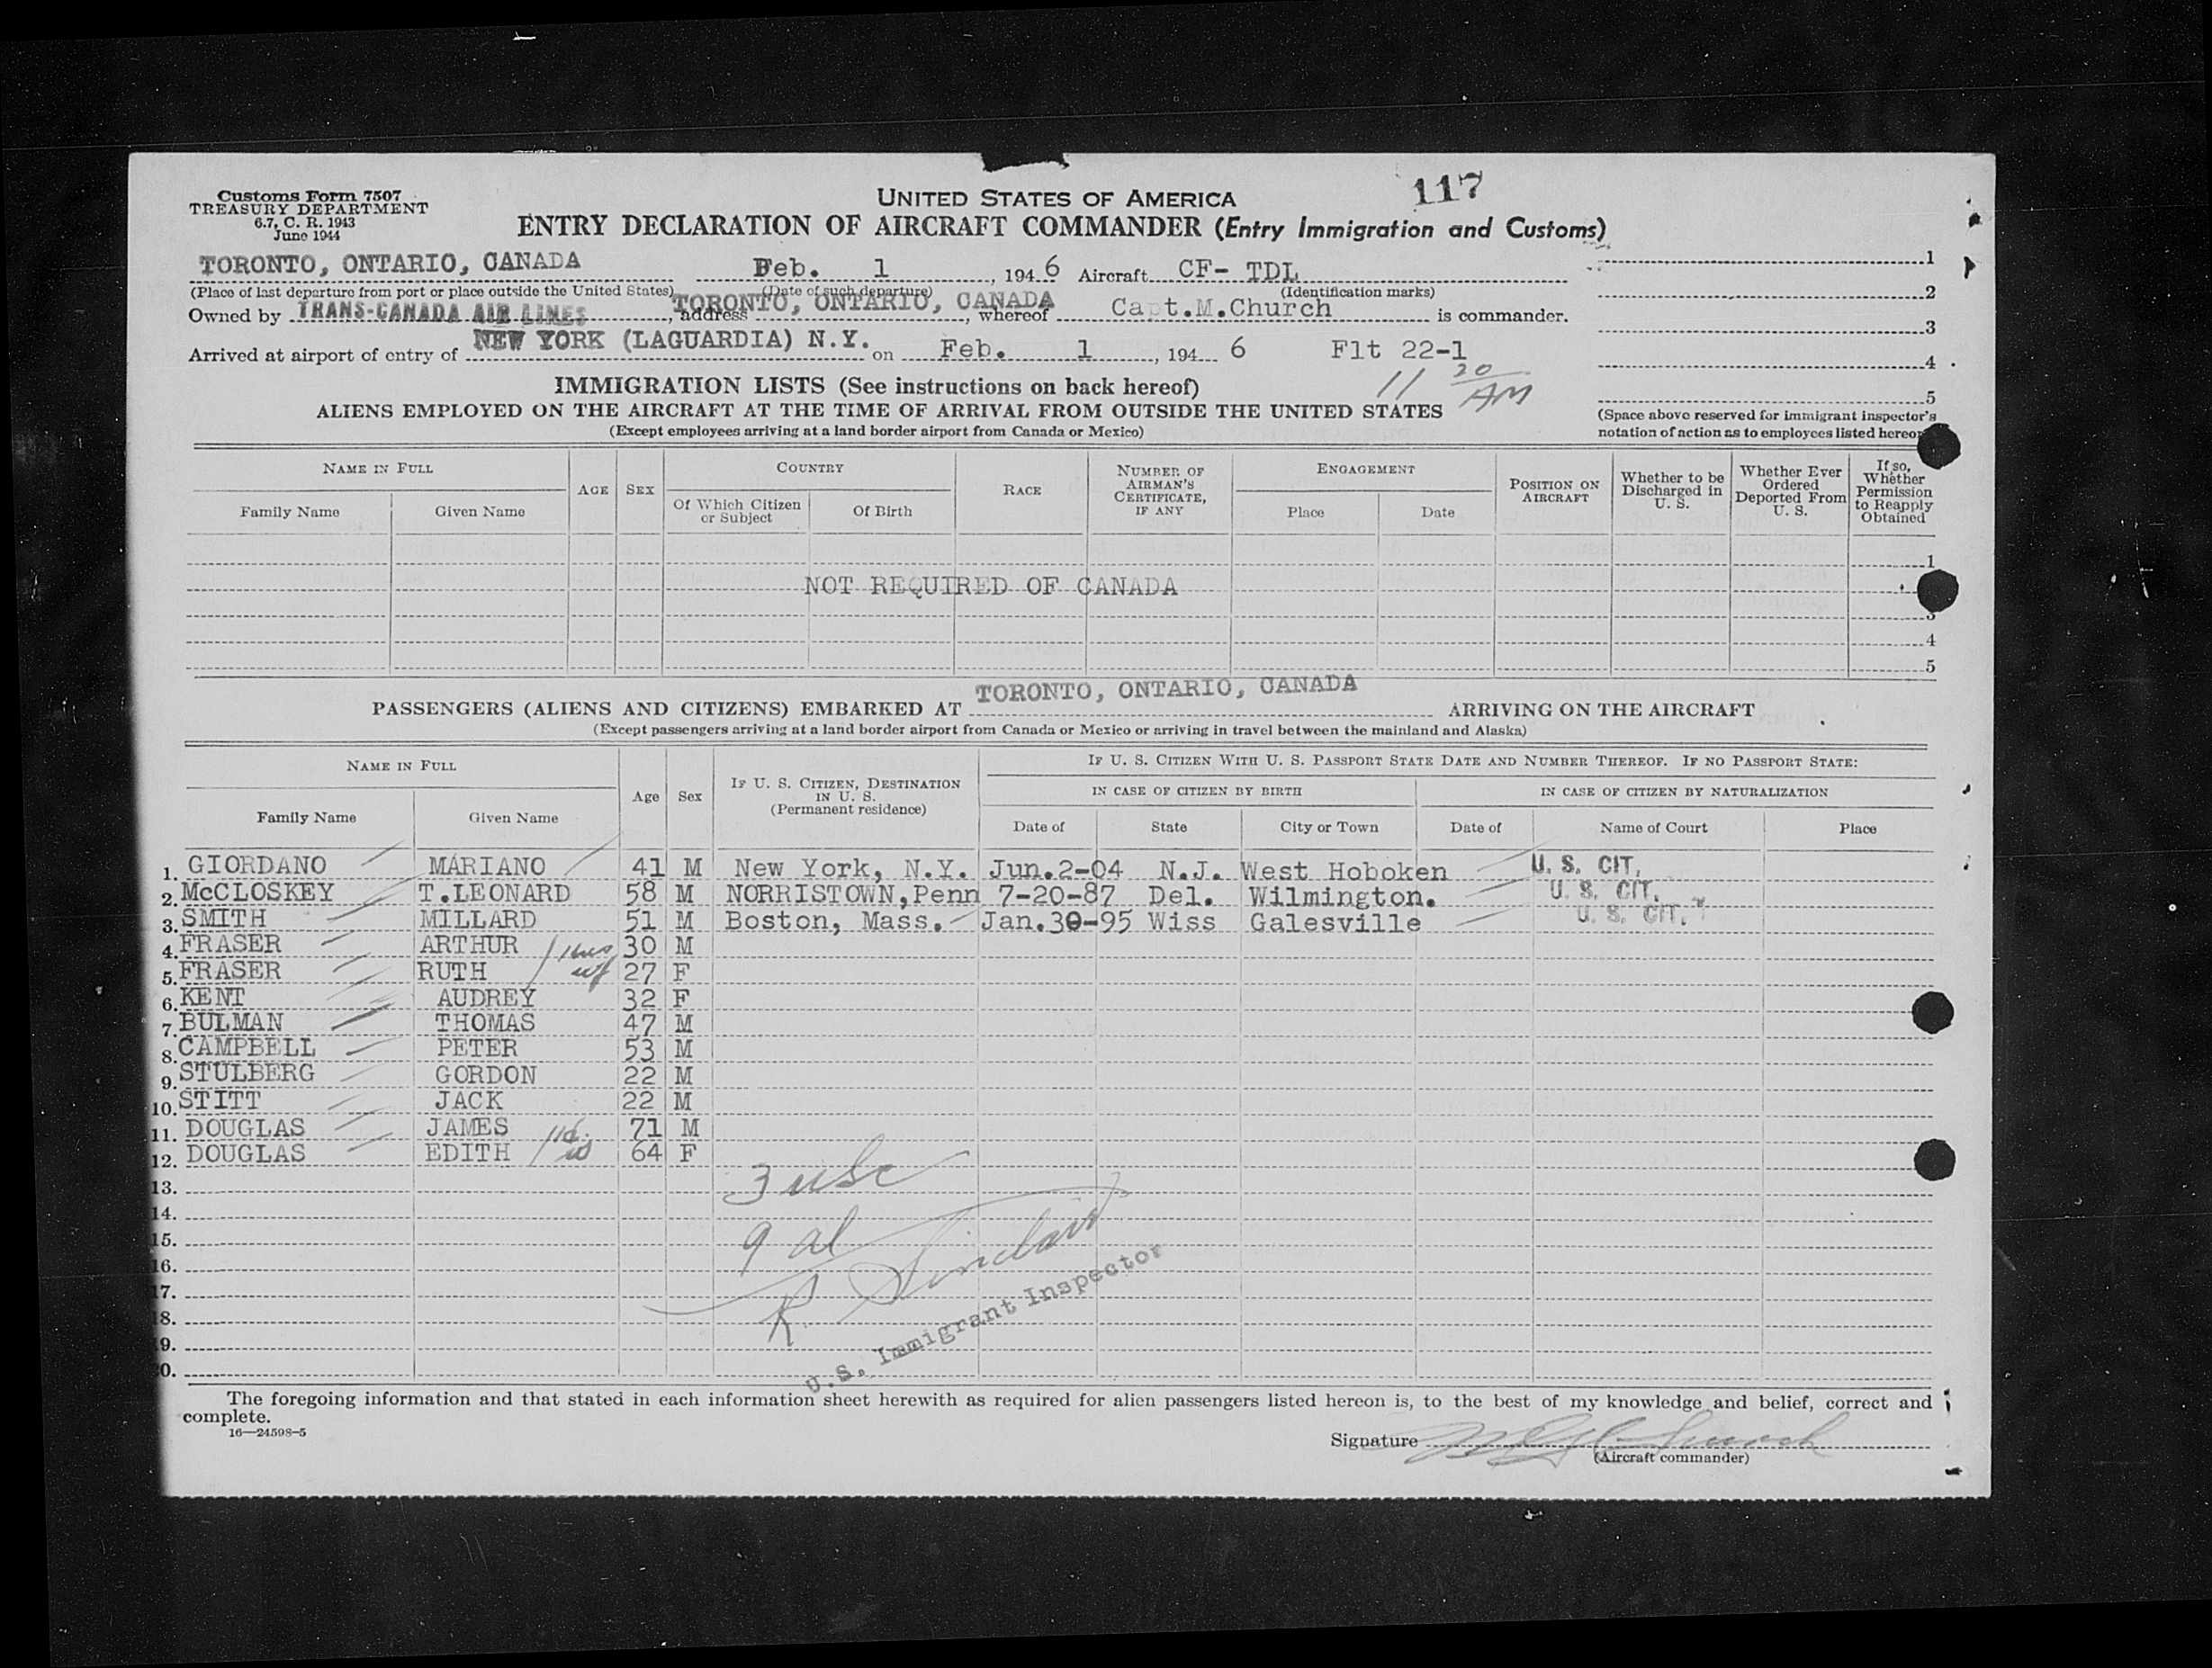 Customs Form 7507
TREASURY DEPARTMENT
6.7, C. R. 1943
June 1944
UNITED STATES OF AMERICA
117
ENTRY DECLARATION OF AIRCRAFT COMMANDER (Entry Immigration and Customs)
TORONTO, ONTARIO, CANADA Feb. 1, 1946 Aircraft CF- TDL
(Place of last departure from port or place outside the United States) (Date of such departure) (Identification marks)
Owned by TRANS-CANADA AIR LINES, address TORONTO, ONTARIO, CANADA, whereof Capt.M.Church is commander.
Arrived at airport of entry of NEW YORK (LAGUARDIA) N.Y. on Feb. 1, 1946 Flt 22-1
11 20 AM
1
2
3
4
5
(Space above reserved for immigrant inspector's
notation of action as to employees listed hereon
IMMIGRATION LISTS (See instructions on back hereof)
ALIENS EMPLOYED ON THE AIRCRAFT AT THE TIME OF ARRIVAL FROM OUTSIDE THE UNITED STATES
(Except employees arriving at a land border airport from Canada or Mexico)
NAME IN FULL
Family Name Given Name
AGE SEX
COUNTRY
Of Which Citizen or Subject Of Birth
RACE
NUMBER OF AIRMAN'S CERTIFICATE, IF ANY
ENGAGEMENT
Place Date
POSITION ON AIRCRAFT
Whether to be Discharged in U. S.
Whether Ever Ordered Deported From U. S.
If so, Whether Permission to Reapply Obtained
1
NOT REQUIRED OF CANADA
3
4
5
PASSENGERS (ALIENS AND CITIZENS) EMBARKED AT TORONTO, ONTARIO, CANADA ARRIVING ON THE AIRCRAFT
(Except passengers arriving at a land border airport from Canada or Mexico or arriving in travel between the mainland and Alaska)
NAME IN FULL
Family Name Given Name
Age Sex
IF U. S. CITIZEN, DESTINATION IN U. S. (Permanent residence)
IF U. S. CITIZEN WITH U. S. PASSPORT STATE DATE AND NUMBER THEREOF. IF NO PASSPORT STATE:
IN CASE OF CITIZEN BY BIRTH IN CASE OF CITIZEN BY NATURALIZATION
Date of State City or Town Date of Name of Court Place
1. GIORDANO MARIANO 41 M New York, N.Y. Jun.2-04 N.J. West Hoboken U. S. CIT.
2. McCLOSKEY T.LEONARD 58 M NORRISTOWN,Penn 7-20-87 Del. Wilmington. U. S. CIT.
3. SMITH MILLARD 51 M Boston, Mass. Jan.30-95 Wiss Galesville U. S. CIT.
4. FRASER ARTHUR 30 M
5. FRASER RUTH 27 F
6. KENT AUDREY 32 F
7. BULMAN THOMAS 47 M
8. CAMPBELL PETER 53 M
9. STULBERG GORDON 22 M
10. STITT JACK 22 M
11. DOUGLAS JAMES 71 M
12. DOUGLAS EDITH 64 F
13. 3 usc
14.
15. 9 al
16. R. Sinclair
17.
8. U.S. Immigrant Inspector
9.
0.
The foregoing information and that stated in each information sheet herewith as required for alien passengers listed hereon is, to the best of my knowledge and belief, correct and
complete.
16—24598-5
Signature
(Aircraft commander)